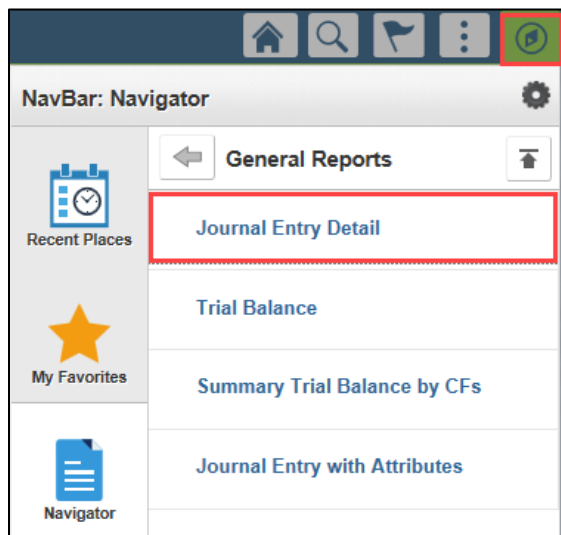 NavBar: Navigator
General Reports
Recent Places
Journal Entry Detail
Trial Balance
My Favorites
Summary Trial Balance by CFs
Journal Entry with Attributes
Navigator